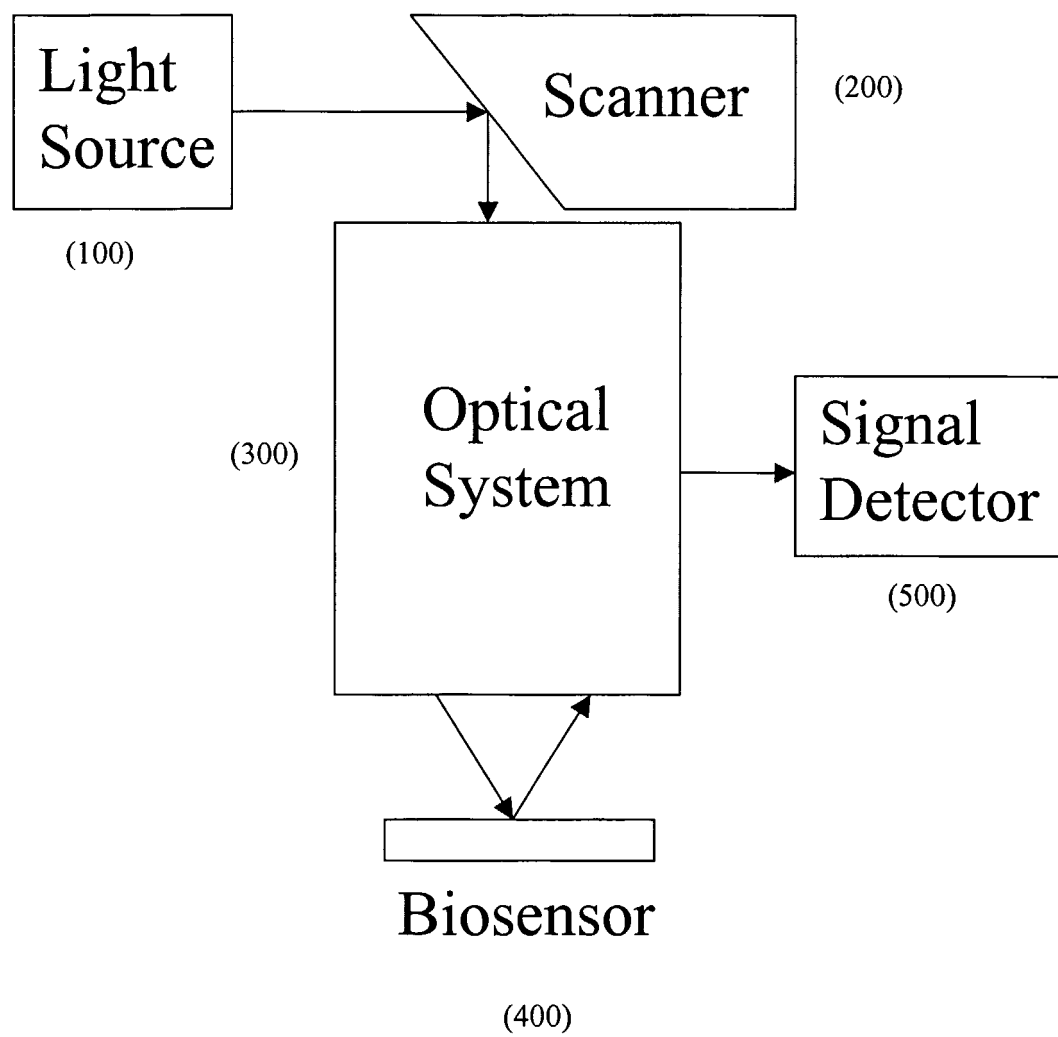 Light
Source
(100)
Scanner
(200)
Optical
System
(300)
Signal
Detector
(500)
Biosensor
(400)